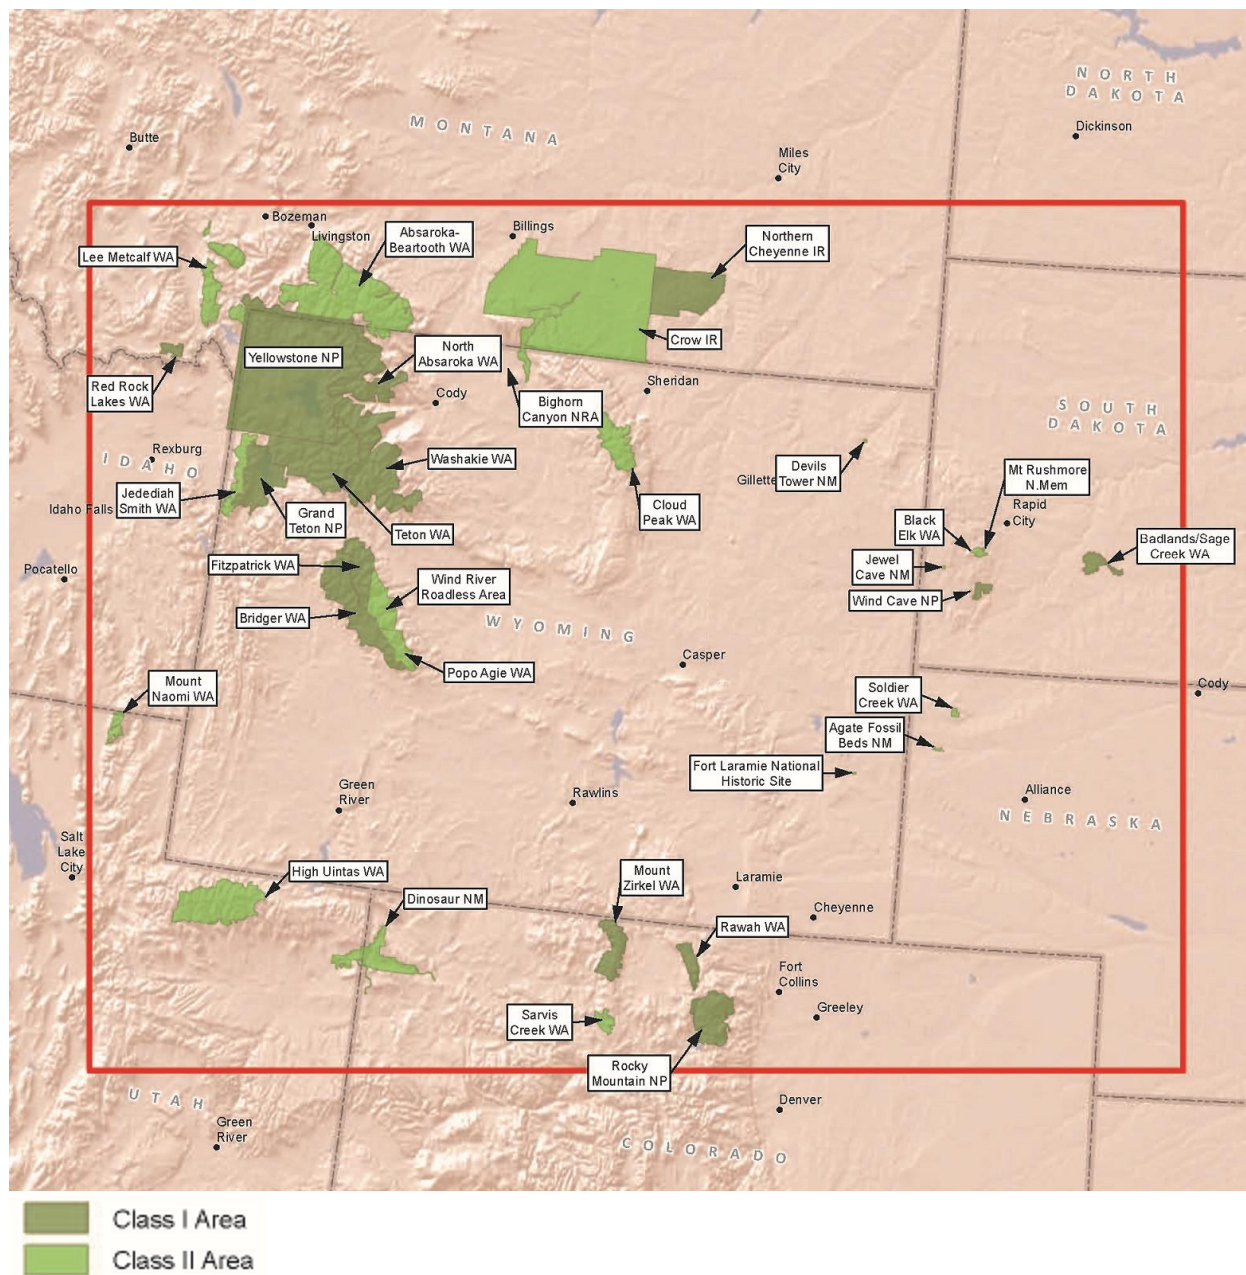 NORTH
DAKOTA
MONTANA
Dickinson
Butte
Miles
City
Bozeman
Livingston
Absaroka-
Beartooth WA
Billings
Northern
Cheyenne IR
Lee Metcalf WA
Crow IR
Yellowstone NP
North
Absaroka WA
Red Rock
Lakes WA
Sheridan
Cody
Bighorn
Canyon NRA
SOUTH
DAKOTA
Rexburg
IDAHO
Washakie WA
Gillette
Devils
Tower NM
Mt Rushmore
N.Mem
Jedediah
Smith WA
Idaho Falls
Grand
Teton NP
Teton WA
Cloud
Peak WA
Rapid
City
Black
Elk WA
Badlands/Sage
Creek WA
Pocatello
Fitzpatrick WA
Jewel
Cave NM
Wind River
Roadless Area
Wind Cave NP
Bridger WA
WYOMING
Popo Agie WA
Casper
Mount
Naomi WA
Soldier
Creek WA
Cody
Agate Fossil
Beds NM
Fort Laramie National
Historic Site
Green
River
Rawlins
Alliance
NEBRASKA
Salt
Lake
City
High Uintas WA
Mount
Zirkel WA
Laramie
Dinosaur NM
Cheyenne
Rawah WA
Fort
Collins
Greeley
Sarvis
Creek WA
Rocky
Mountain NP
UTAH
Denver
Green
River
COLORADO
Class I Area
Class II Area